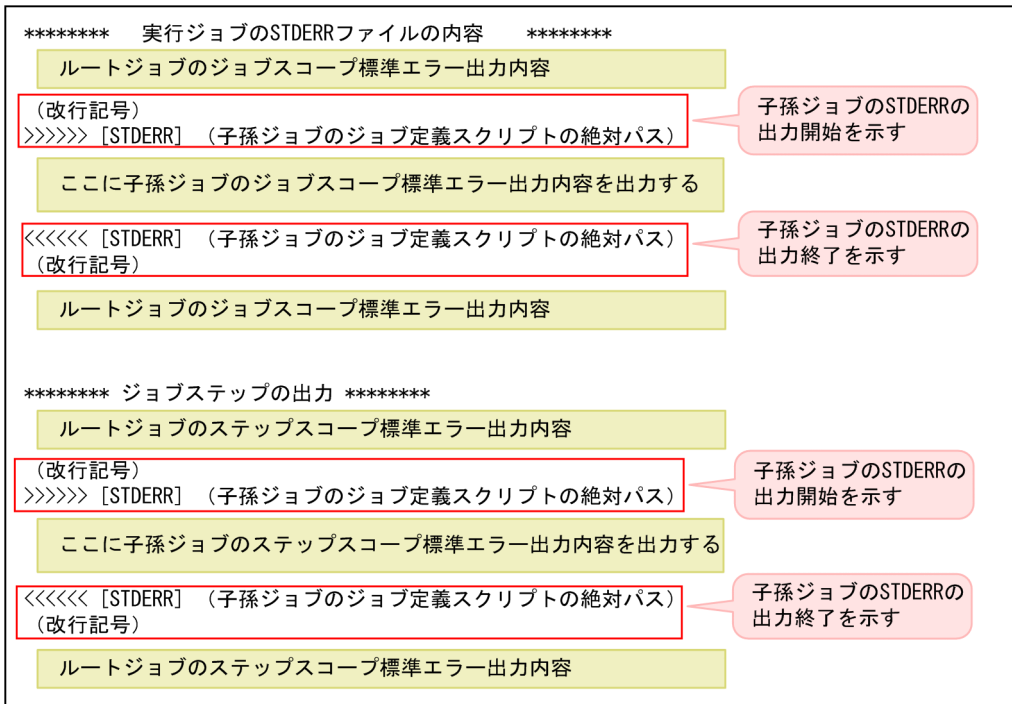 ******** 実行ジョブのSTDERRファイルの内容 ********
ルートジョブのジョブスコープ標準エラー出力内容
（改行記号）
>>>>>> [STDERR] （子孫ジョブのジョブ定義スクリプトの絶対パス）
子孫ジョブのSTDERRの
出力開始を示す
ここに子孫ジョブのジョブスコープ標準エラー出力内容を出力する
<<<<<< [STDERR] （子孫ジョブのジョブ定義スクリプトの絶対パス）
（改行記号）
子孫ジョブのSTDERRの
出力終了を示す
ルートジョブのジョブスコープ標準エラー出力内容
******** ジョブステップの出力 ********
ルートジョブのステップスコープ標準エラー出力内容
（改行記号）
>>>>>> [STDERR] （子孫ジョブのジョブ定義スクリプトの絶対パス）
子孫ジョブのSTDERRの
出力開始を示す
ここに子孫ジョブのステップスコープ標準エラー出力内容を出力する
<<<<<< [STDERR] （子孫ジョブのジョブ定義スクリプトの絶対パス）
（改行記号）
子孫ジョブのSTDERRの
出力終了を示す
ルートジョブのステップスコープ標準エラー出力内容